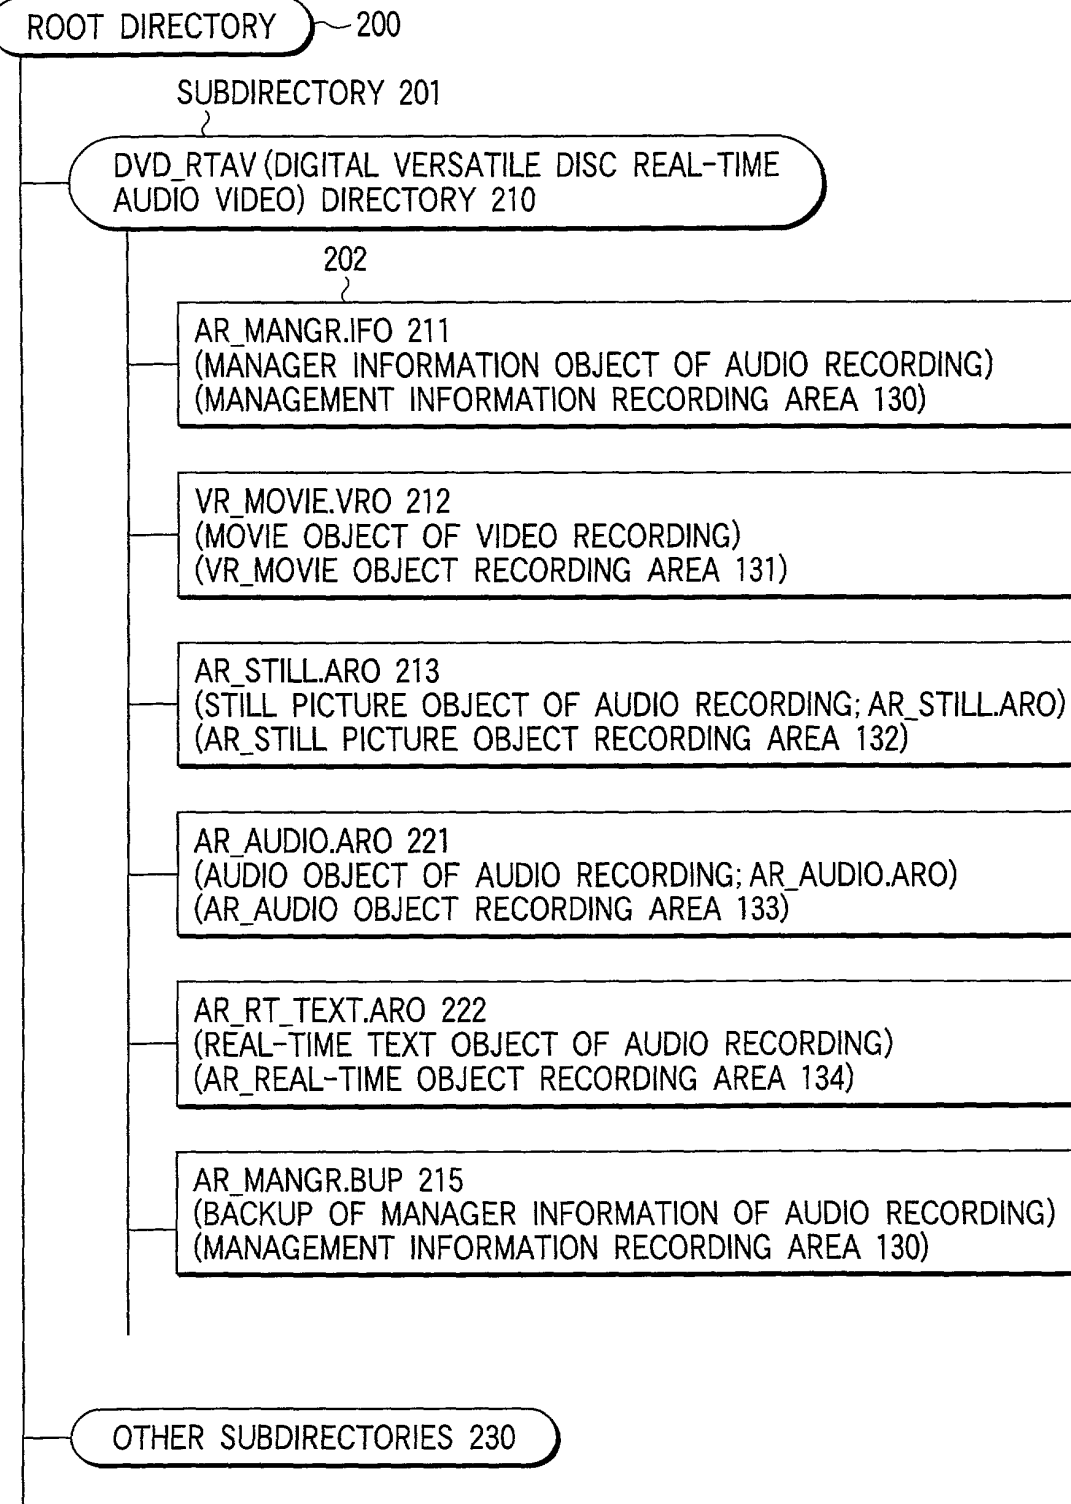 ROOT DIRECTORY 200
SUBDIRECTORY 201
DVD_RTAV (DIGITAL VERSATILE DISC REAL-TIME
AUDIO VIDEO) DIRECTORY 210
202
AR_MANGR.IFO 211
(MANAGER INFORMATION OBJECT OF AUDIO RECORDING)
(MANAGEMENT INFORMATION RECORDING AREA 130)
VR_MOVIE.VRO 212
(MOVIE OBJECT OF VIDEO RECORDING)
(VR_MOVIE OBJECT RECORDING AREA 131)
AR_STILL.ARO 213
(STILL PICTURE OBJECT OF AUDIO RECORDING; AR_STILL.ARO)
(AR_STILL PICTURE OBJECT RECORDING AREA 132)
AR_AUDIO.ARO 221
(AUDIO OBJECT OF AUDIO RECORDING; AR_AUDIO.ARO)
(AR_AUDIO OBJECT RECORDING AREA 133)
AR_RT_TEXT.ARO 222
(REAL-TIME TEXT OBJECT OF AUDIO RECORDING)
(AR_REAL-TIME OBJECT RECORDING AREA 134)
AR_MANGR.BUP 215
(BACKUP OF MANAGER INFORMATION OF AUDIO RECORDING)
(MANAGEMENT INFORMATION RECORDING AREA 130)
OTHER SUBDIRECTORIES 230